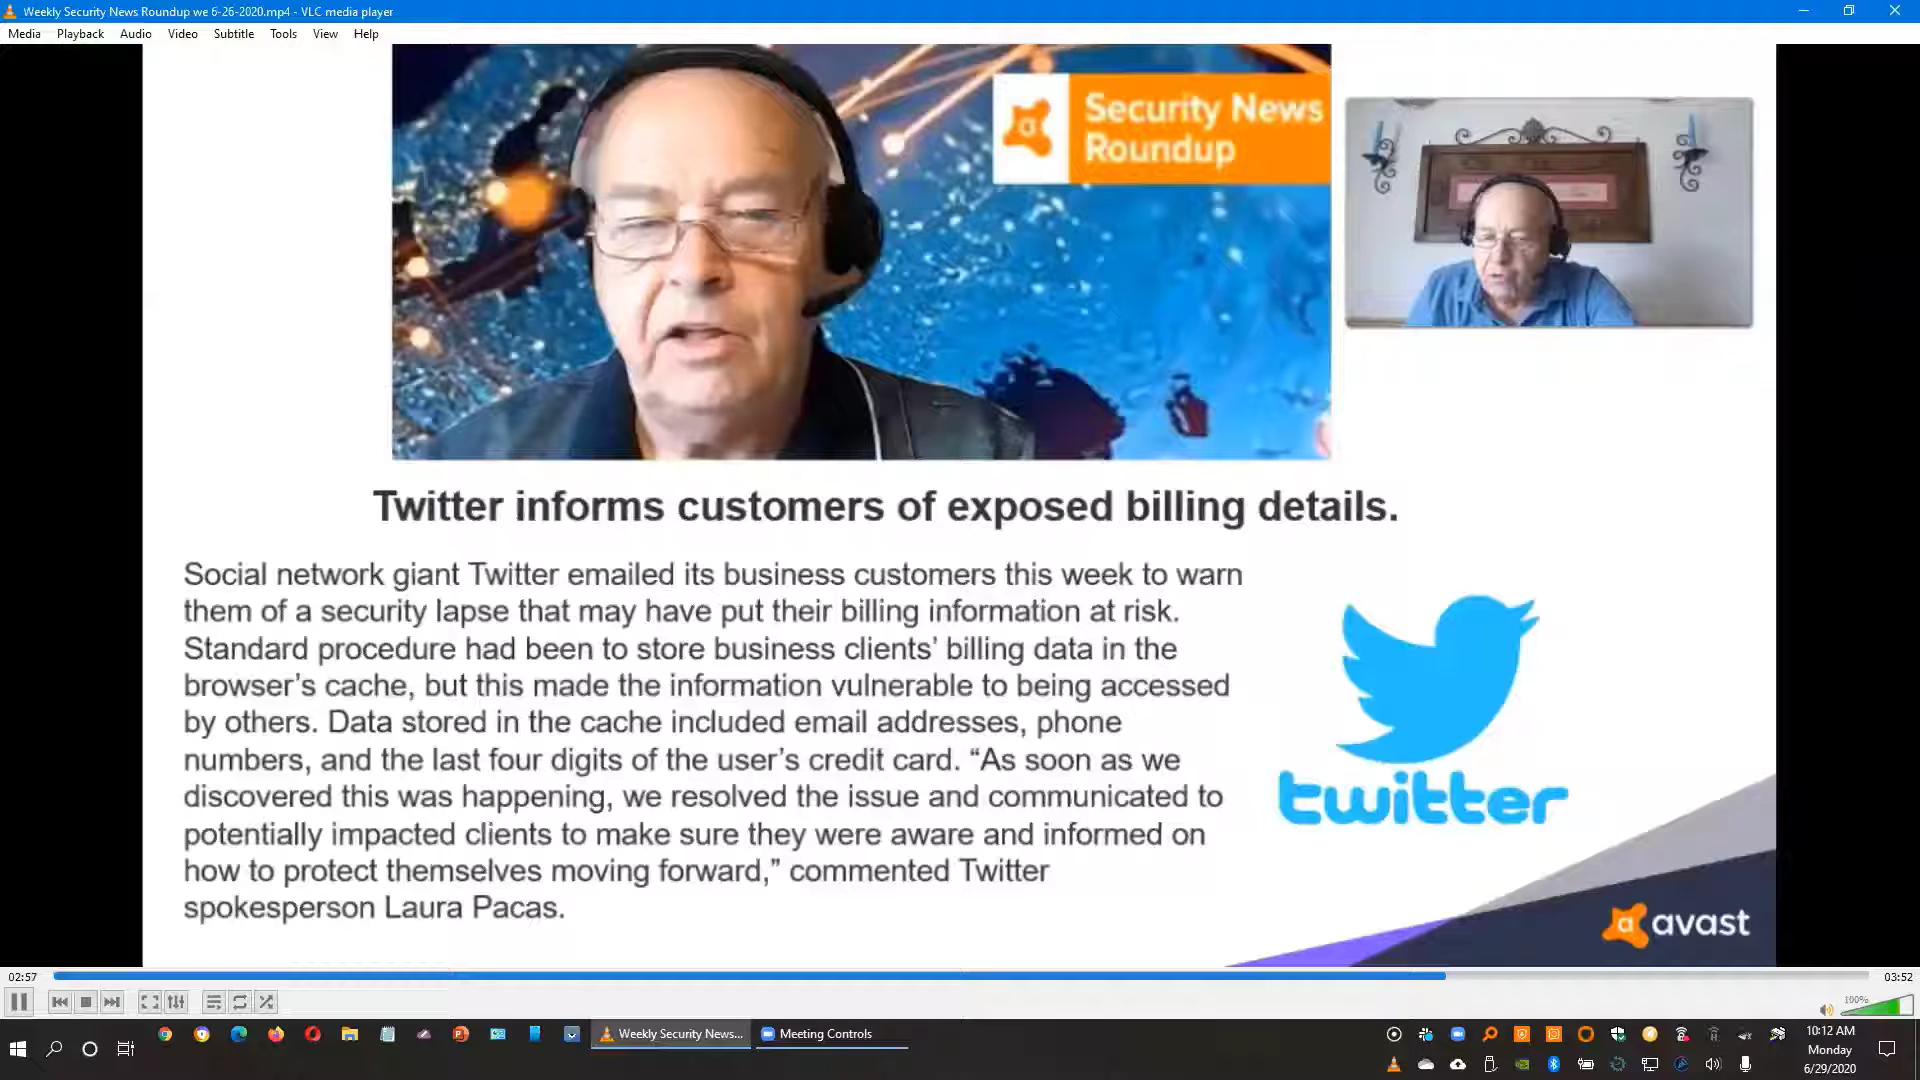 Weekly Security News Roundup we 6-26-2020.mp4 - VLC media player
Media Playback Audio Video Subtitle Tools View Help
Security News
Roundup
Twitter informs customers of exposed billing details.
Social network giant Twitter emailed its business customers this week to warn
them of a security lapse that may have put their billing information at risk.
Standard procedure had been to store business clients’ billing data in the
browser’s cache, but this made the information vulnerable to being accessed
by others. Data stored in the cache included email addresses, phone
numbers, and the last four digits of the user’s credit card. “As soon as we
discovered this was happening, we resolved the issue and communicated to
potentially impacted clients to make sure they were aware and informed on
how to protect themselves moving forward,” commented Twitter
spokesperson Laura Pacas.
twitter
avast
02:57
03:52
100%
Weekly Security News...
Meeting Controls
10:12 AM
Monday
6/29/2020